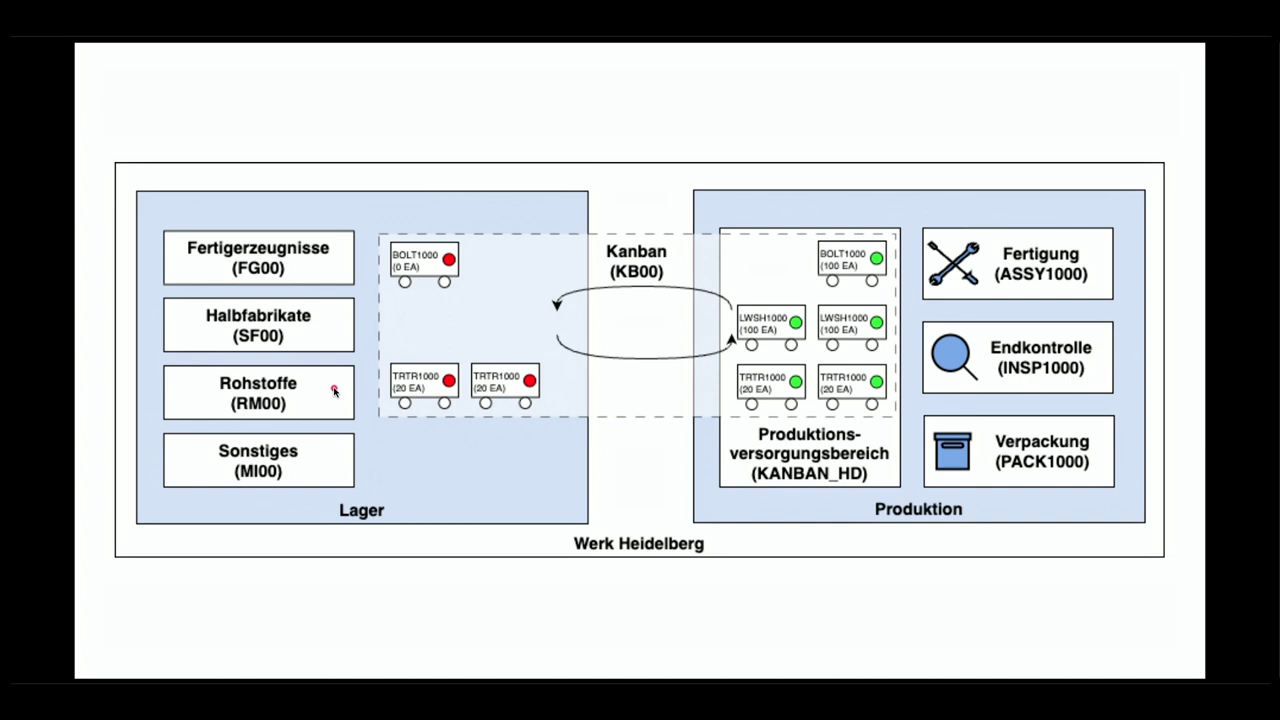 Fertigerzeugnisse
(FG00)
Halbfabrikate
(SF00)
Rohstoffe
(RM00)
Sonstiges
(MI00)
Lager
BOLT1000
(0 EA)
TRTR1000
(20 EA)
TRTR1000
(20 EA)
Kanban
(KB00)
BOLT1000
(100 EA)
LWSH1000
(100 EA)
LWSH1000
(100 EA)
TRTR1000
(20 EA)
TRTR1000
(20 EA)
Produktions-
versorgungsbereich
(KANBAN_HD)
Fertigung
(ASSY1000)
Endkontrolle
(INSP1000)
Verpackung
(PACK1000)
Produktion
Werk Heidelberg